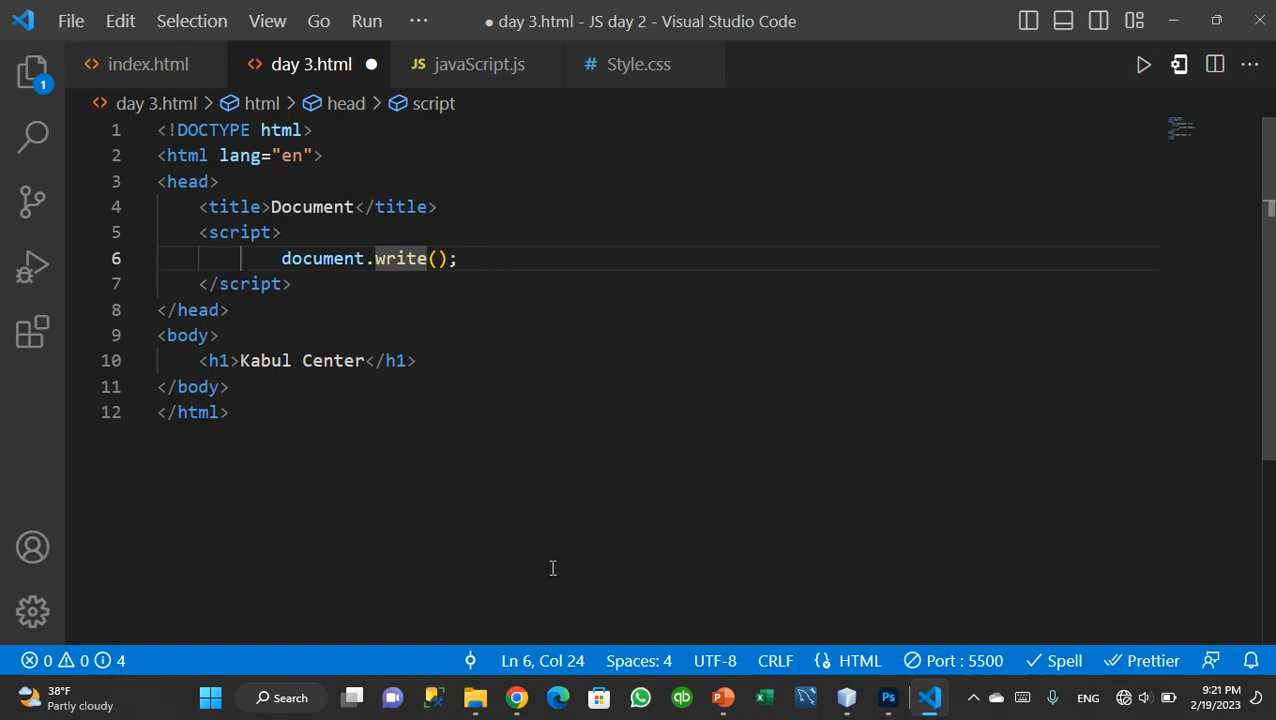 File Edit Selection View Go Run ··· ● day 3.html - JS day 2 - Visual Studio Code
<> index.html <> day 3.html ● JS javaScript.js # Style.css
<> day 3.html > html > head > script
1 <!DOCTYPE html>
2 <html lang="en">
3 <head>
4 <title>Document</title>
5 <script>
6 document.write();
7 </script>
8 </head>
9 <body>
10 <h1>Kabul Center</h1>
11 </body>
12 </html>
1
0 0 4 Ln 6, Col 24 Spaces: 4 UTF-8 CRLF {} HTML Port : 5500 Spell Prettier
38°F
Partly cloudy
Search
ENG
9:21 PM
2/19/2023